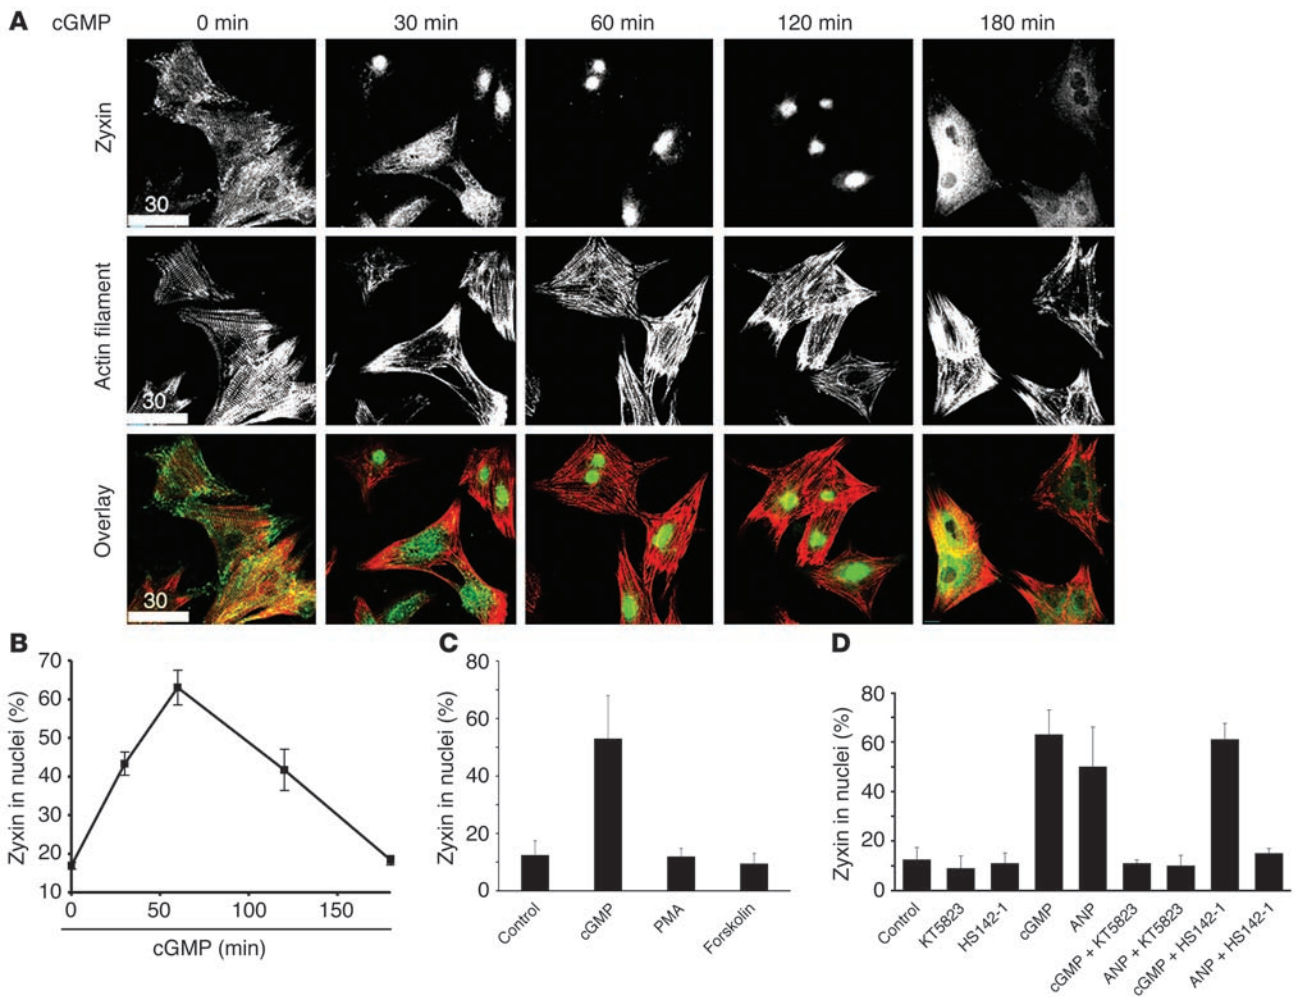 A cGMP 0 min 30 min 60 min 120 min 180 min
Zyxin
30
Actin filament
30
Overlay
30
B
Zyxin in nuclei (%)
70
60
50
40
30
20
10
0 50 100 150
cGMP (min)
C
Zyxin in nuclei (%)
80
60
40
20
0
Control
cGMP
PMA
Forskolin
D
Zyxin in nuclei (%)
80
60
40
20
0
Control
KT5823
HS142-1
cGMP
ANP
cGMP + KT5823
ANP + KT5823
cGMP + HS142-1
ANP + HS142-1